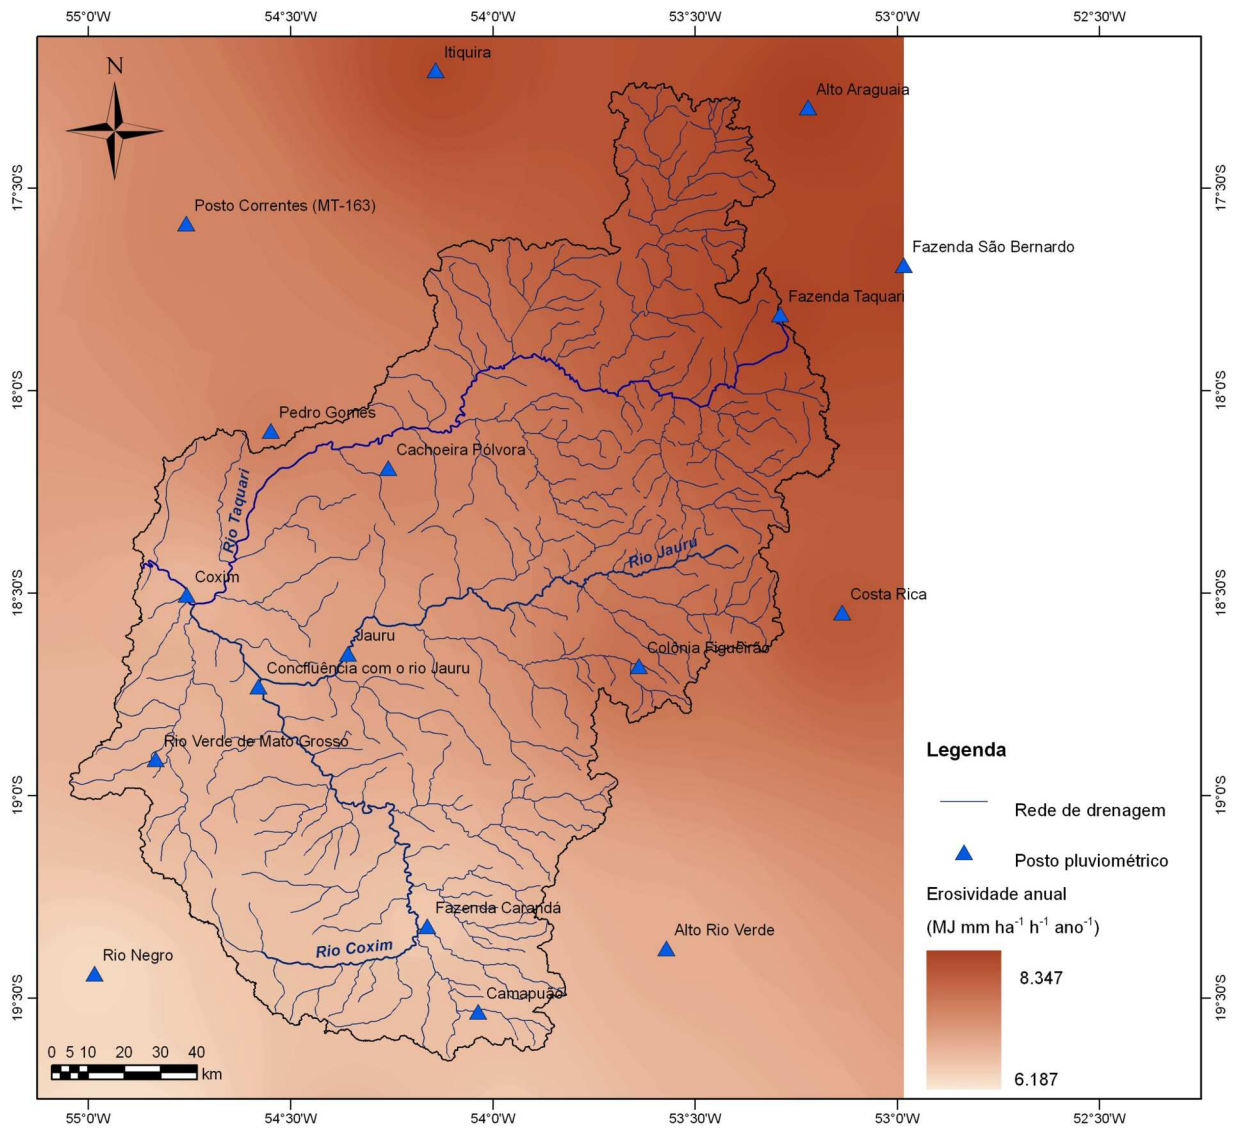 55°0'W 54°30'W 54°0'W 53°30'W 53°0'W 52°30'W
N
Itiquira
Alto Araguaia
17°30'S 17°30'S
Posto Correntes (MT-163)
Fazenda São Bernardo
Fazenda Taquari
18°0'S 18°0'S
Pedro Gomes
Cachoeira Pólvora
Rio Taquari
Rio Jauru
Coxim
18°30'S 18°30'S
Costa Rica
Jauru
Colônia Figueirão
Concfluência com o rio Jauru
Rio Verde de Mato Grosso
Legenda
19°0'S 19°0'S
Rede de drenagem
Posto pluviométrico
Erosividade anual
(MJ mm ha-1 h-1 ano-1)
Fazenda Carandá
Alto Rio Verde
Rio Coxim
Rio Negro
8.347
Camapuão
19°30'S 19°30'S
0 5 10 20 30 40
km
6.187
55°0'W 54°30'W 54°0'W 53°30'W 53°0'W 52°30'W